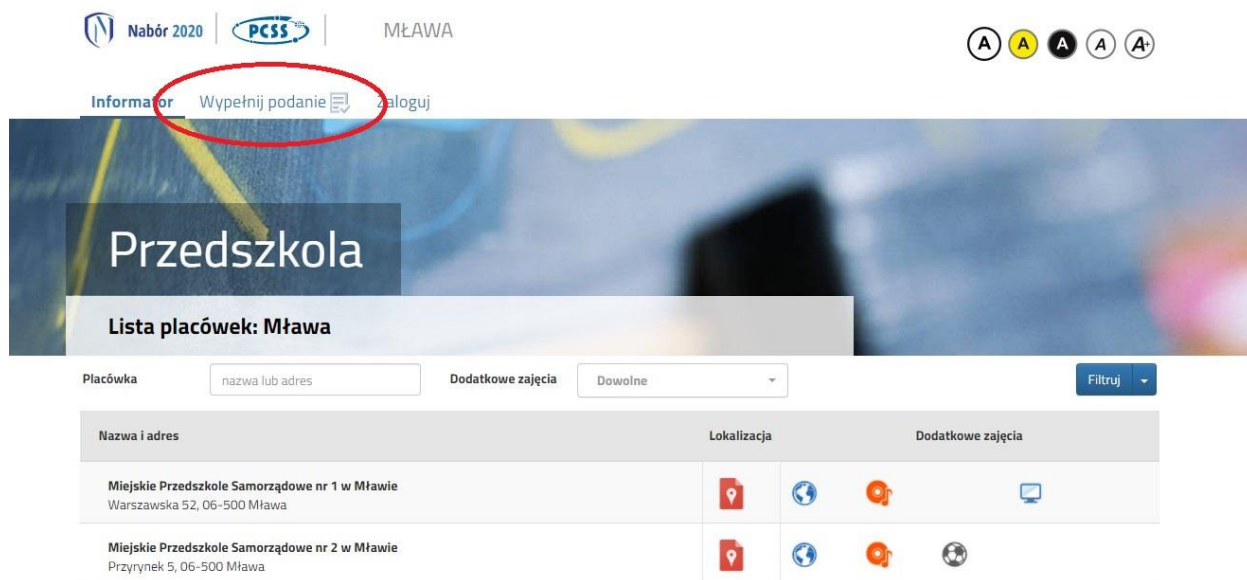 Nabór 2020 PCSS MŁAWA
A A A A A+
Informator Wypełnij podanie Zaloguj
Przedszkola
Lista placówek: Mława
Placówka nazwa lub adres Dodatkowe zajęcia Dowolne Filtruj
Nazwa i adres Lokalizacja Dodatkowe zajęcia
Miejskie Przedszkole Samorządowe nr 1 w Mławie
Warszawska 52, 06-500 Mława
Miejskie Przedszkole Samorządowe nr 2 w Mławie
Przyrynek 5, 06-500 Mława